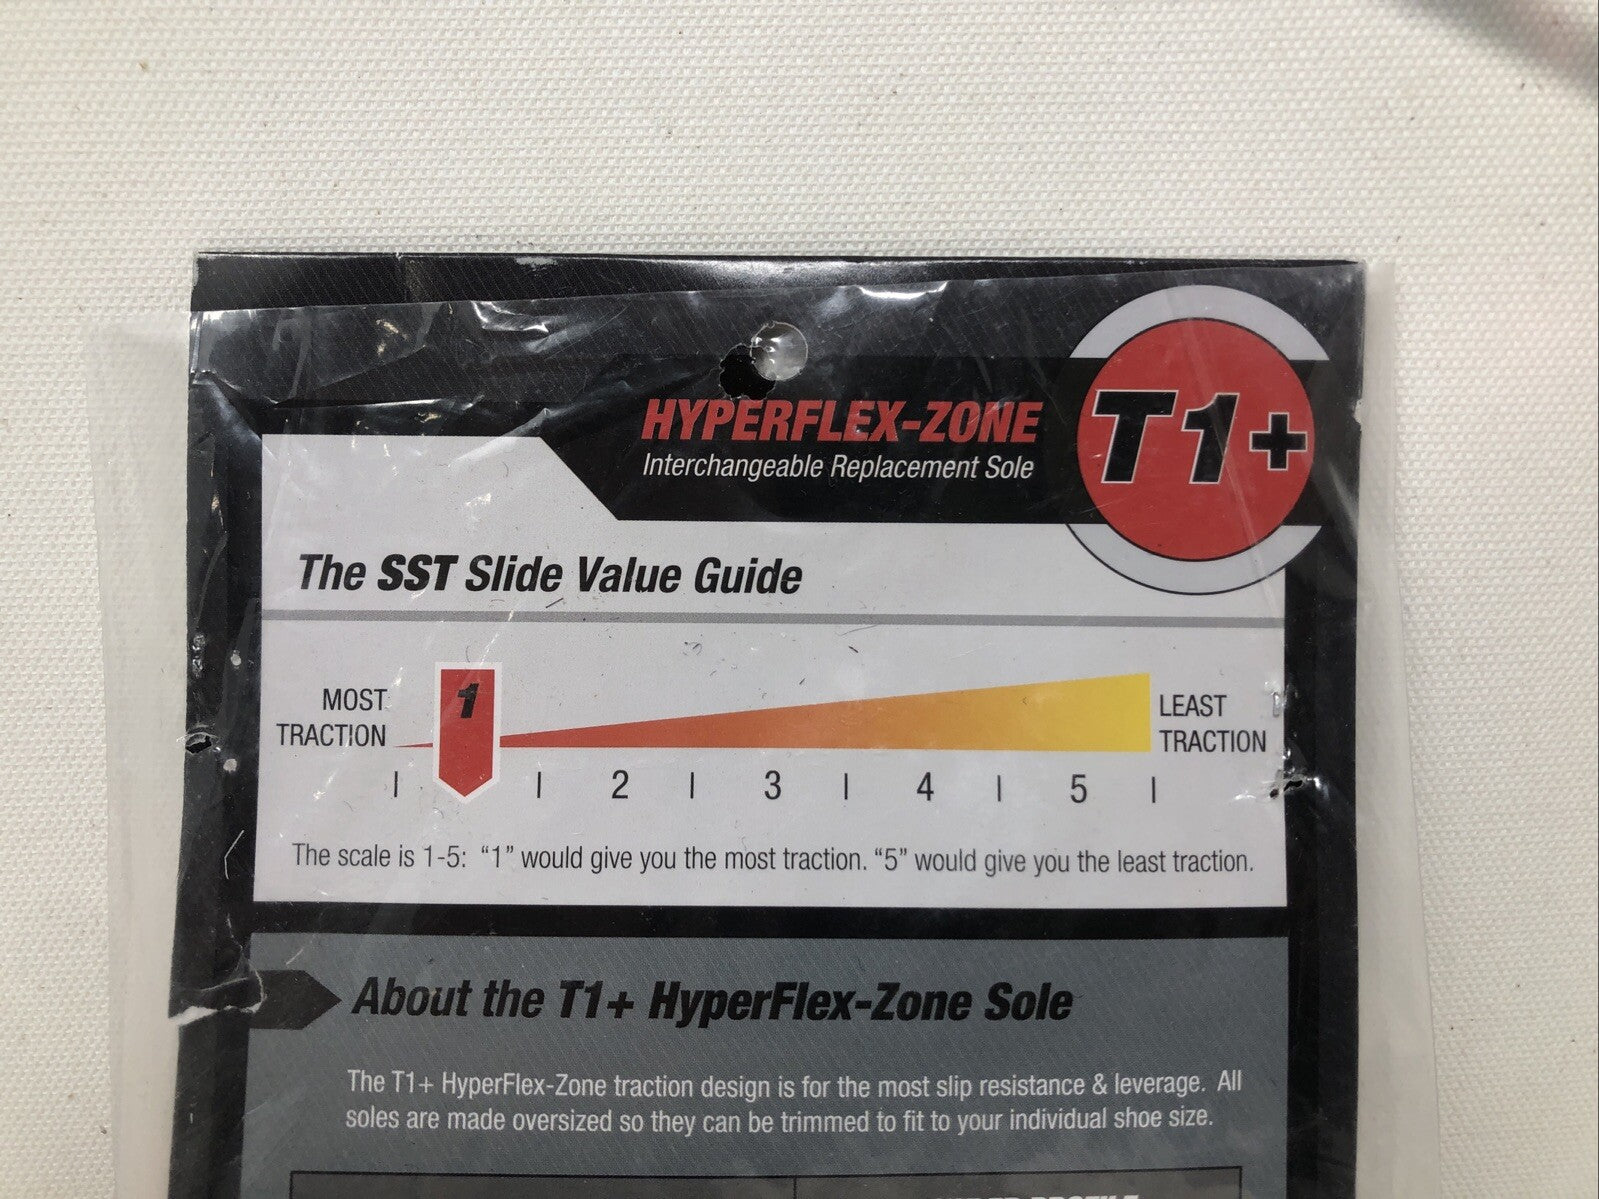 HYPERFLEX-ZONE
Interchangeable Replacement Sole
T1+
The SST Slide Value Guide
MOST
TRACTION
1
LEAST
TRACTION
| | 2 | 3 | 4 | 5 |
The scale is 1-5: “1” would give you the most traction. “5” would give you the least traction.
About the T1+ HyperFlex-Zone Sole
The T1+ HyperFlex-Zone traction design is for the most slip resistance & leverage. All
soles are made oversized so they can be trimmed to fit to your individual shoe size.